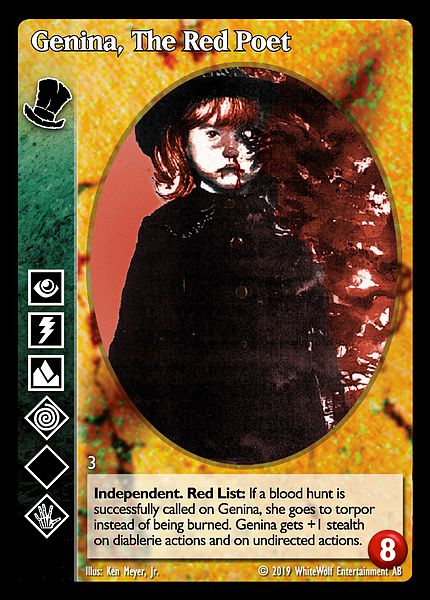 Genina, The Red Poet
3
Independent. Red List: If a blood hunt is
successfully called on Genina, she goes to torpor
instead of being burned. Genina gets +1 stealth
on diablerie actions and on undirected actions.
8
Illus: Ken Meyer, Jr.
© 2019 WhiteWolf Entertainment AB